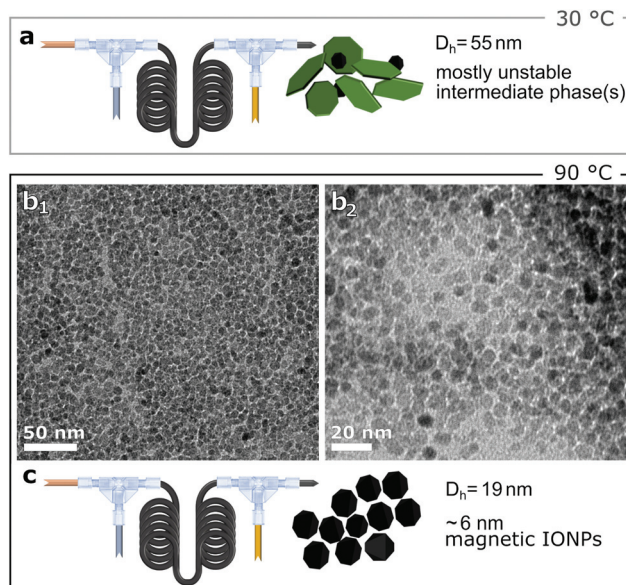 30 °C
a
Dₕ = 55 nm
mostly unstable
intermediate phase(s)
90 °C
b₁
b₂
50 nm
20 nm
c
Dₕ = 19 nm
~6 nm
magnetic IONPs